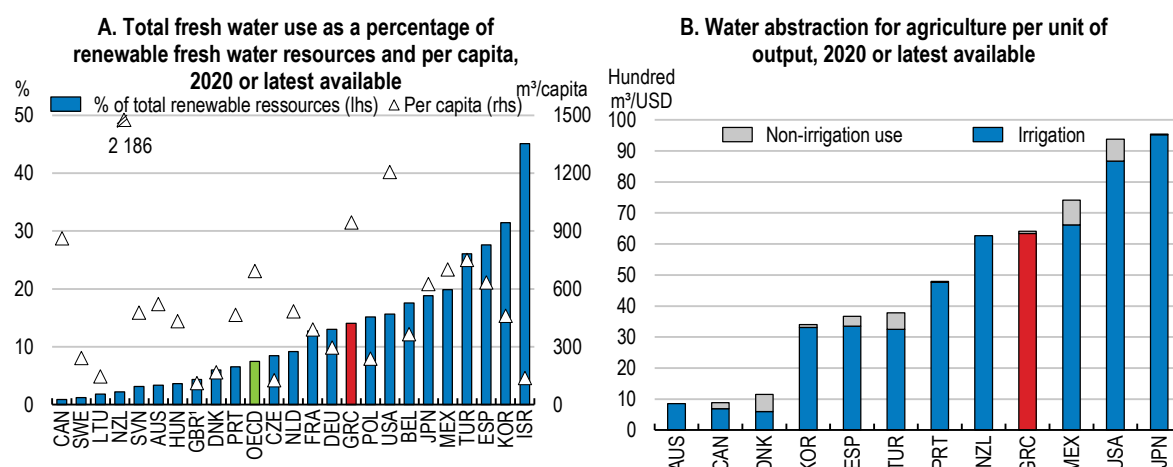 A. Total fresh water use as a percentage of
renewable fresh water resources and per capita,
2020 or latest available
%
m³/capita
% of total renewable ressources (lhs)
Per capita (rhs)
2 186
50
40
30
20
10
0
1500
1200
900
600
300
0
CAN
SWE
LTU
NZL
SVN
AUS
HUN
GBR¹
DNK
PRT
OECD
CZE
NLD
FRA
DEU
GRC
POL
USA
BEL
JPN
MEX
TUR
ESP
KOR
ISR
B. Water abstraction for agriculture per unit of
output, 2020 or latest available
Hundred
m³/USD
Non-irrigation use
Irrigation
100
90
80
70
60
50
40
30
20
10
0
AUS
CAN
DNK
KOR
ESP
TUR
PRT
NZL
GRC
MEX
USA
JPN